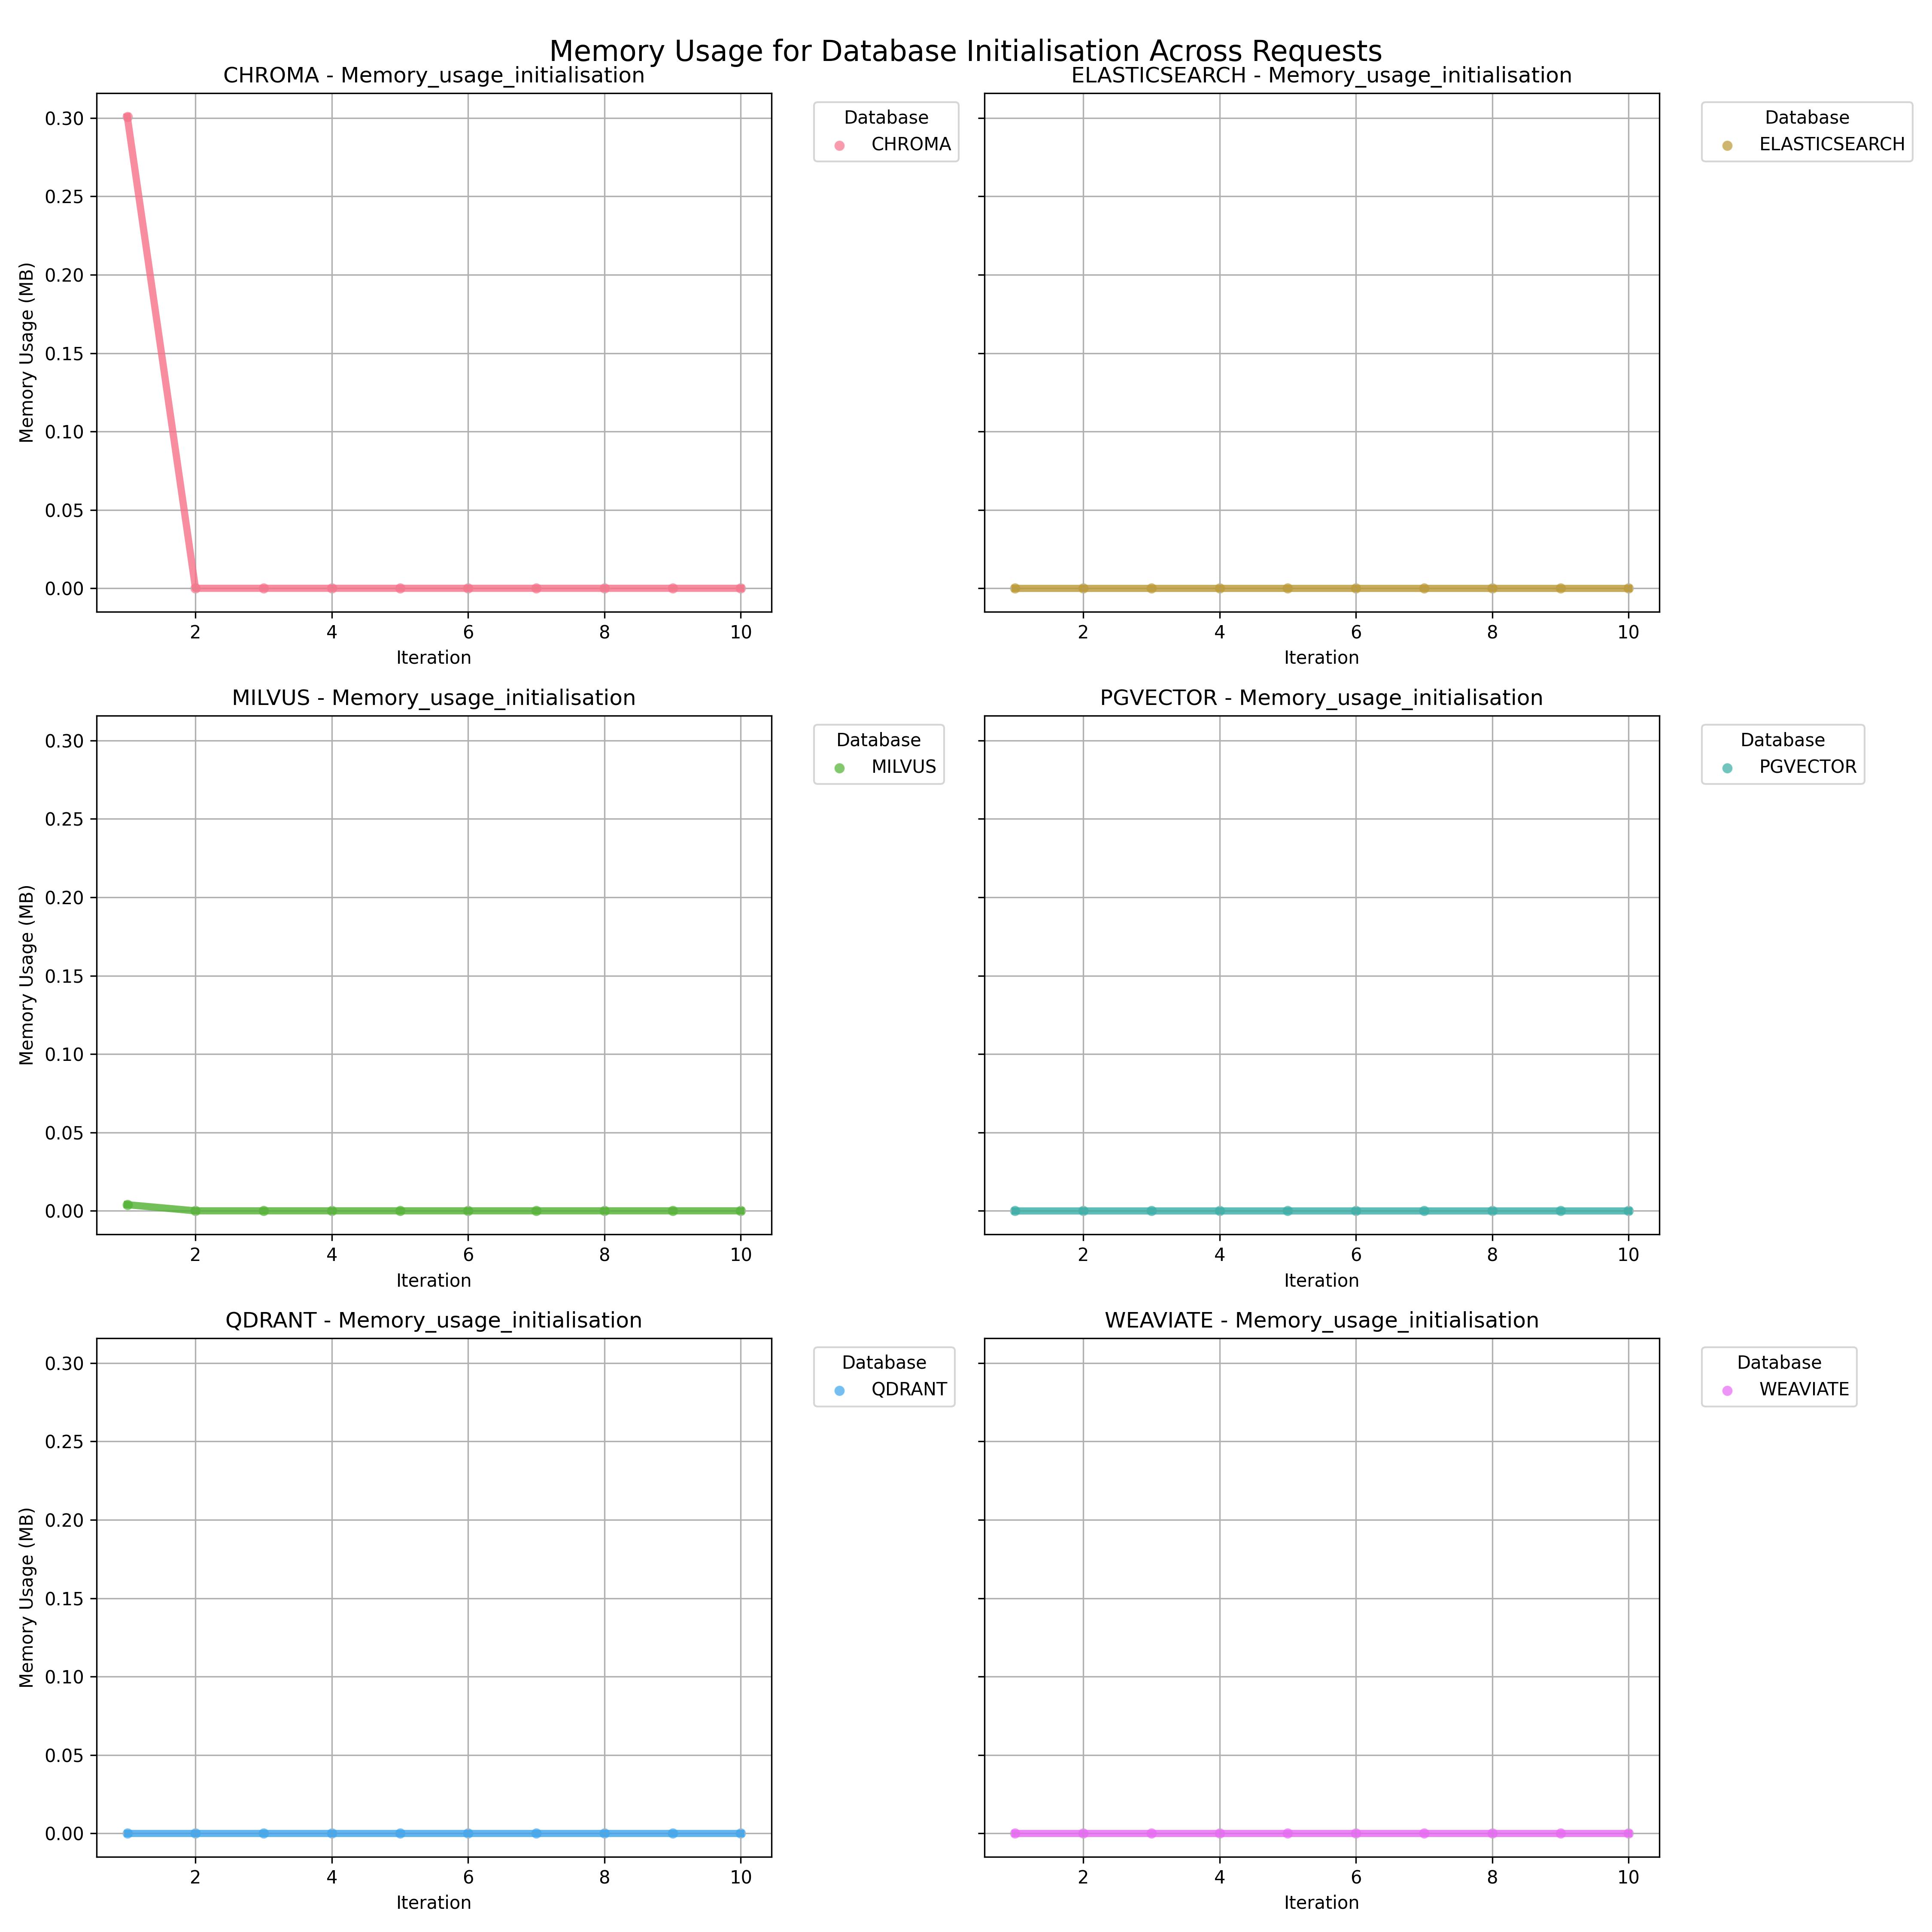 Memory Usage for Database Initialisation Across Requests
CHROMA - Memory_usage_initialisation
Memory Usage (MB)
0.30
0.25
0.20
0.15
0.10
0.05
0.00
2 4 6 8 10
Iteration
Database
CHROMA
ELASTICSEARCH - Memory_usage_initialisation
2 4 6 8 10
Iteration
Database
ELASTICSEARCH
MILVUS - Memory_usage_initialisation
Memory Usage (MB)
0.30
0.25
0.20
0.15
0.10
0.05
0.00
2 4 6 8 10
Iteration
Database
MILVUS
PGVECTOR - Memory_usage_initialisation
2 4 6 8 10
Iteration
Database
PGVECTOR
QDRANT - Memory_usage_initialisation
Memory Usage (MB)
0.30
0.25
0.20
0.15
0.10
0.05
0.00
2 4 6 8 10
Iteration
Database
QDRANT
WEAVIATE - Memory_usage_initialisation
2 4 6 8 10
Iteration
Database
WEAVIATE